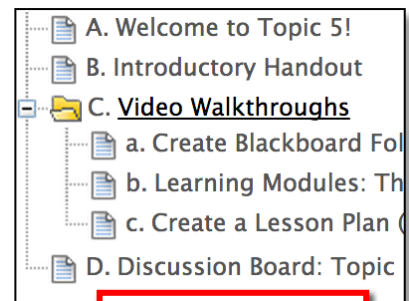 A. Welcome to Topic 5!
B. Introductory Handout
C. Video Walkthroughs
a. Create Blackboard Fol
b. Learning Modules: Th
c. Create a Lesson Plan (
D. Discussion Board: Topic